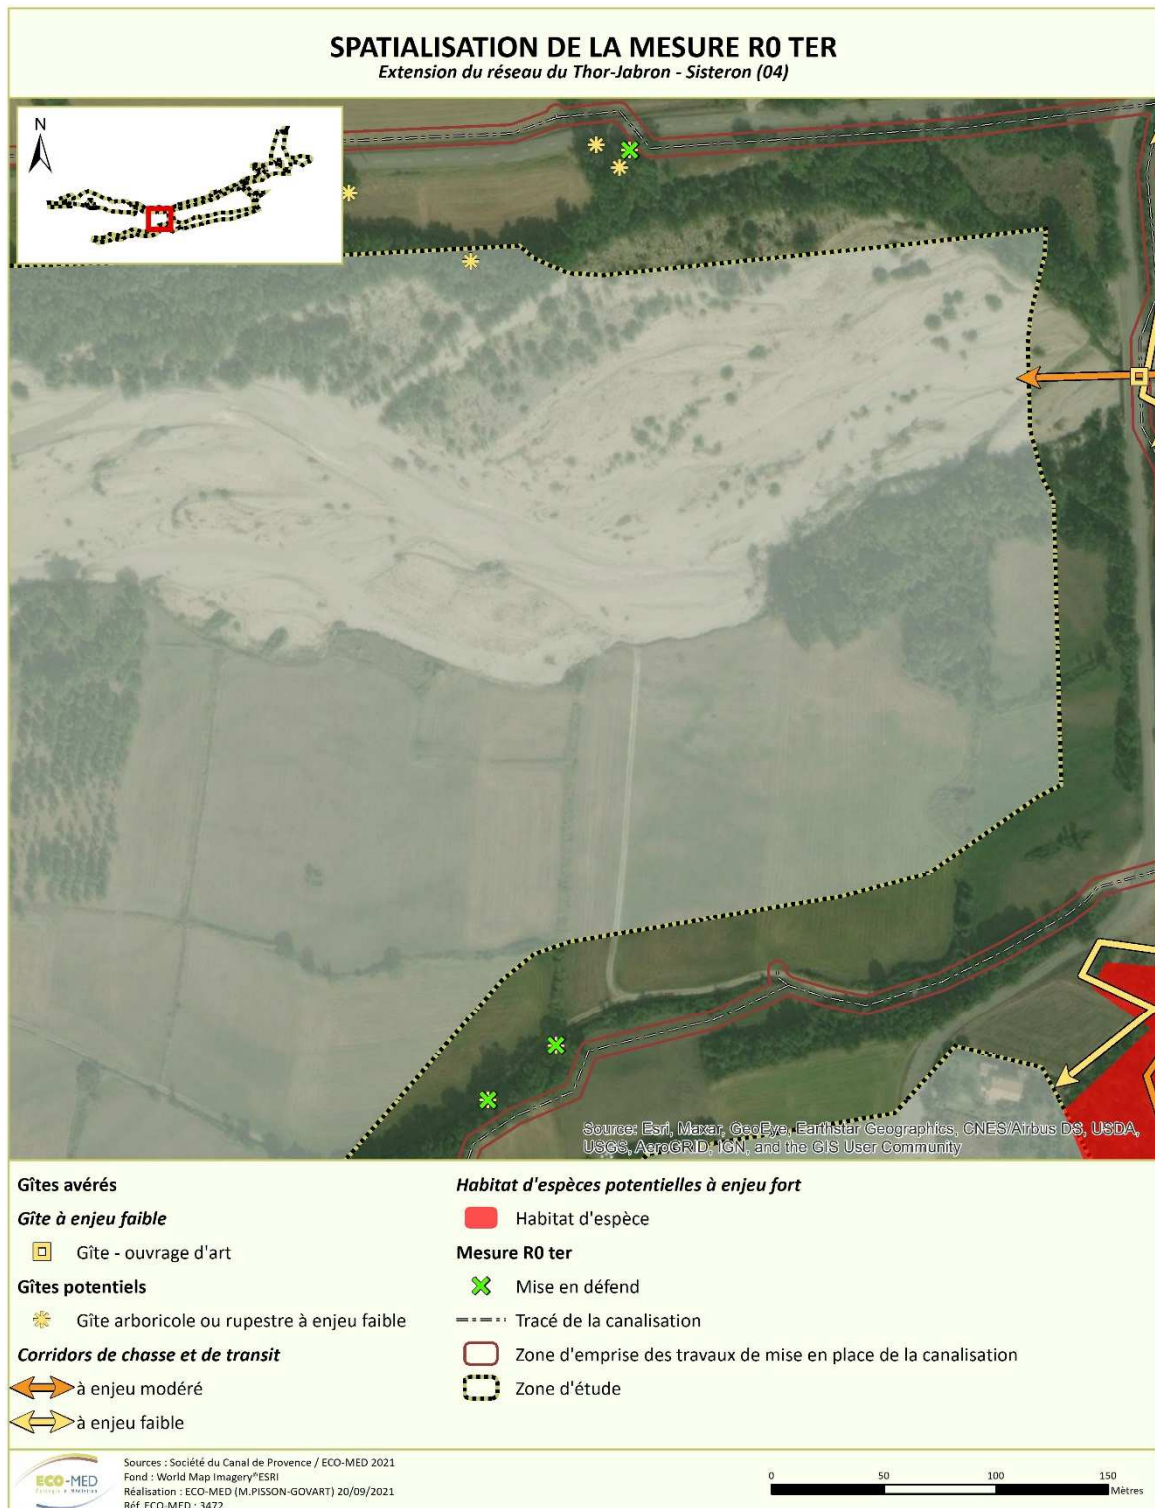 SPATIALISATION DE LA MESURE R0 TER
Extension du réseau du Thor-Jabron - Sisteron (04)
N
Source: Esri, Maxar, GeoEye, Earthstar Geographics, CNES/Airbus DS, USDA,
USGS, AeroGRID, IGN, and the GIS User Community
Gîtes avérés
Gîte à enjeu faible
Gîte - ouvrage d'art
Gîtes potentiels
Gîte arboricole ou rupestre à enjeu faible
Corridors de chasse et de transit
à enjeu modéré
à enjeu faible
Habitat d'espèces potentielles à enjeu fort
Habitat d'espèce
Mesure R0 ter
Mise en défend
Tracé de la canalisation
Zone d'emprise des travaux de mise en place de la canalisation
Zone d'étude
ECO-MED
Sources : Société du Canal de Provence / ECO-MED 2021
Fond : World Map Imagery®ESRI
Réalisation : ECO-MED (M.PISSON-GOVART) 20/09/2021
Réf. ECO-MED : 3472
0 50 100 150
Mètres